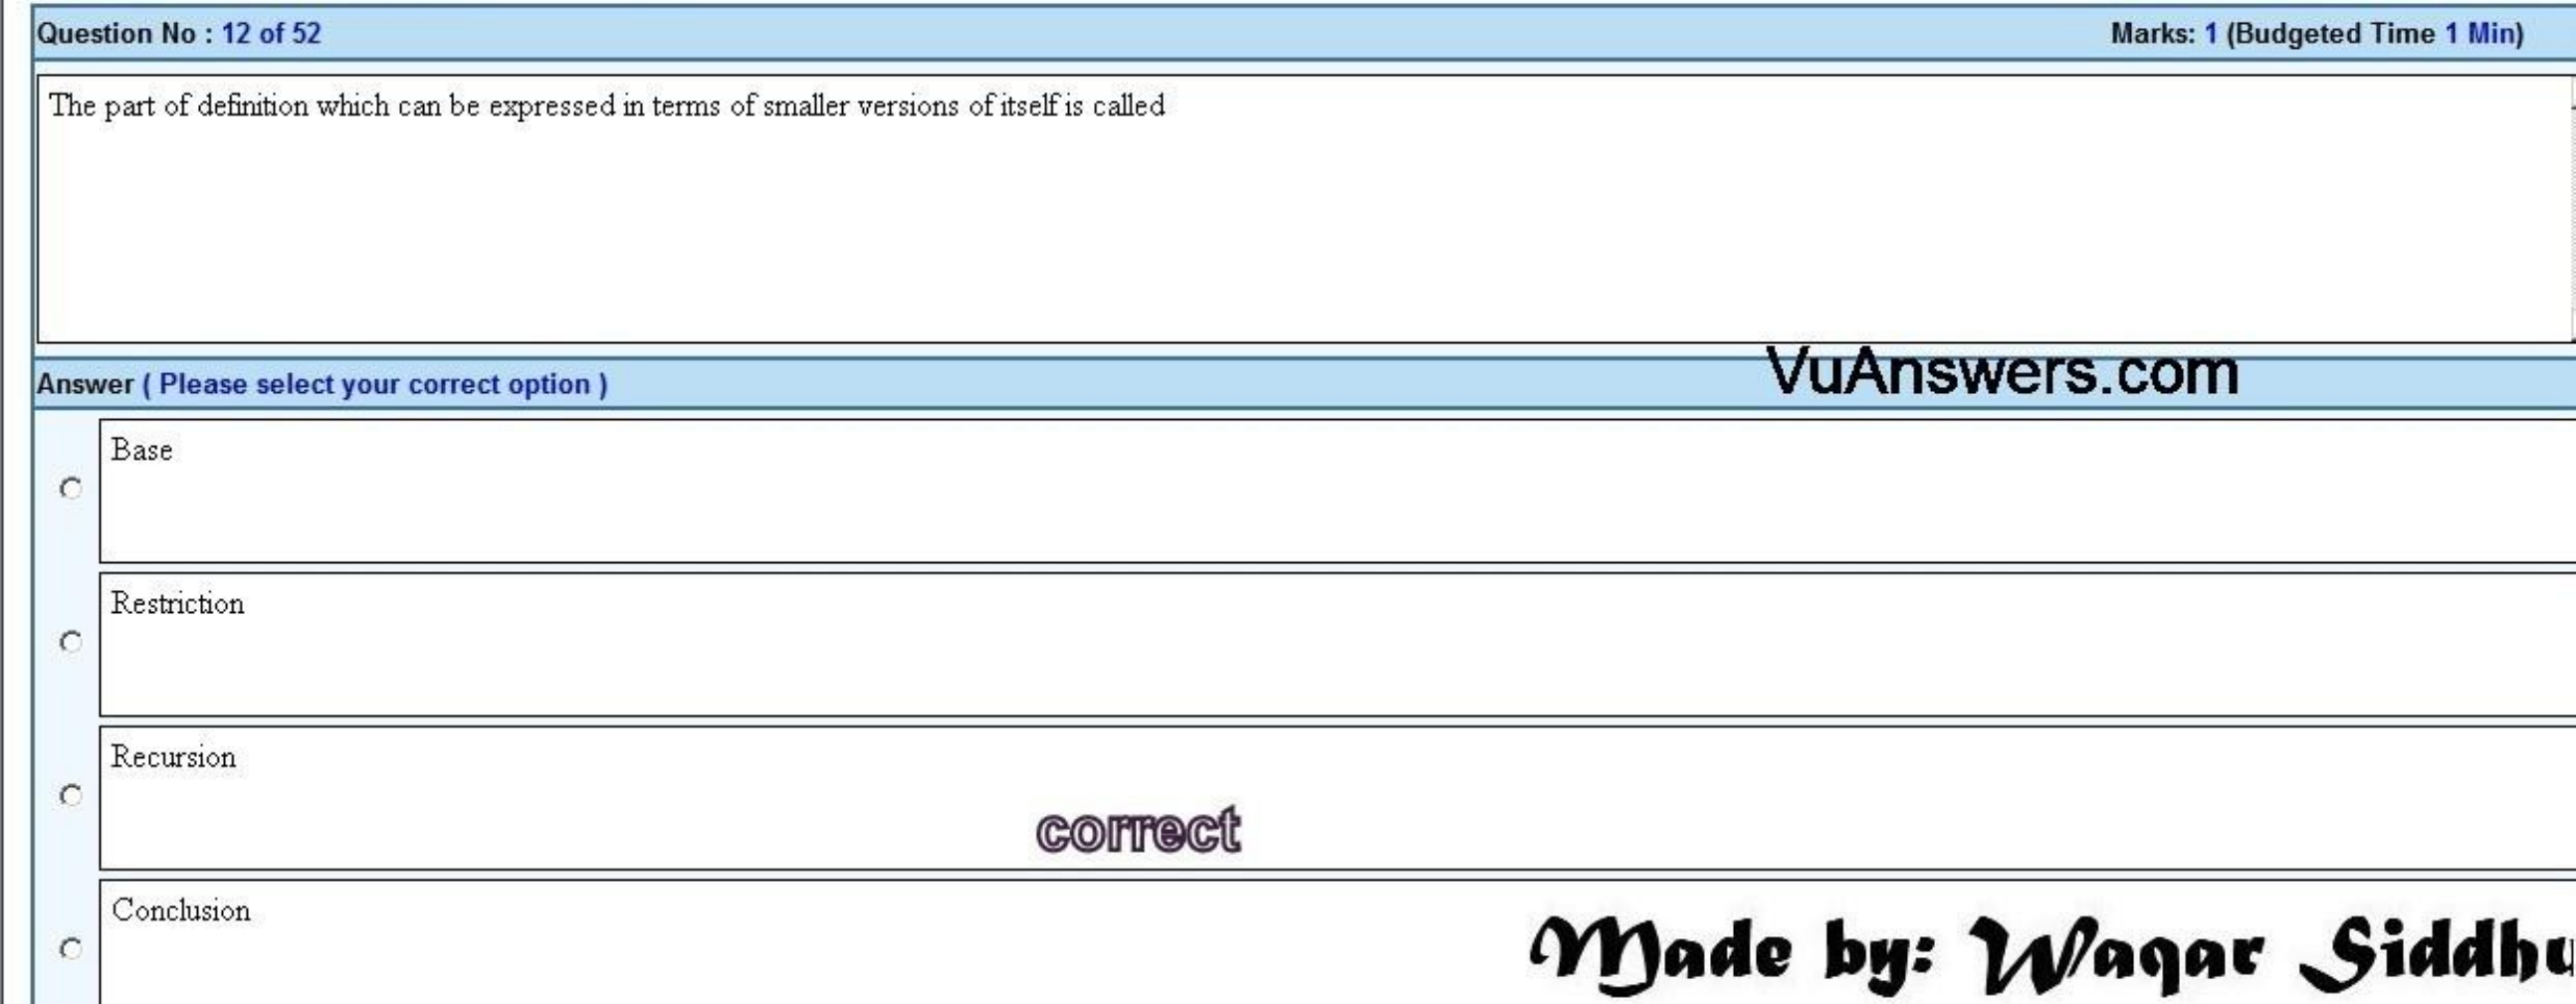 Question No : 12 of 52 Marks: 1 (Budgeted Time 1 Min)
The part of definition which can be expressed in terms of smaller versions of itself is called
VuAnswers.com
Answer ( Please select your correct option )
Base
Restriction
Recursion
correct
Conclusion
Made by: Waqar Siddhu